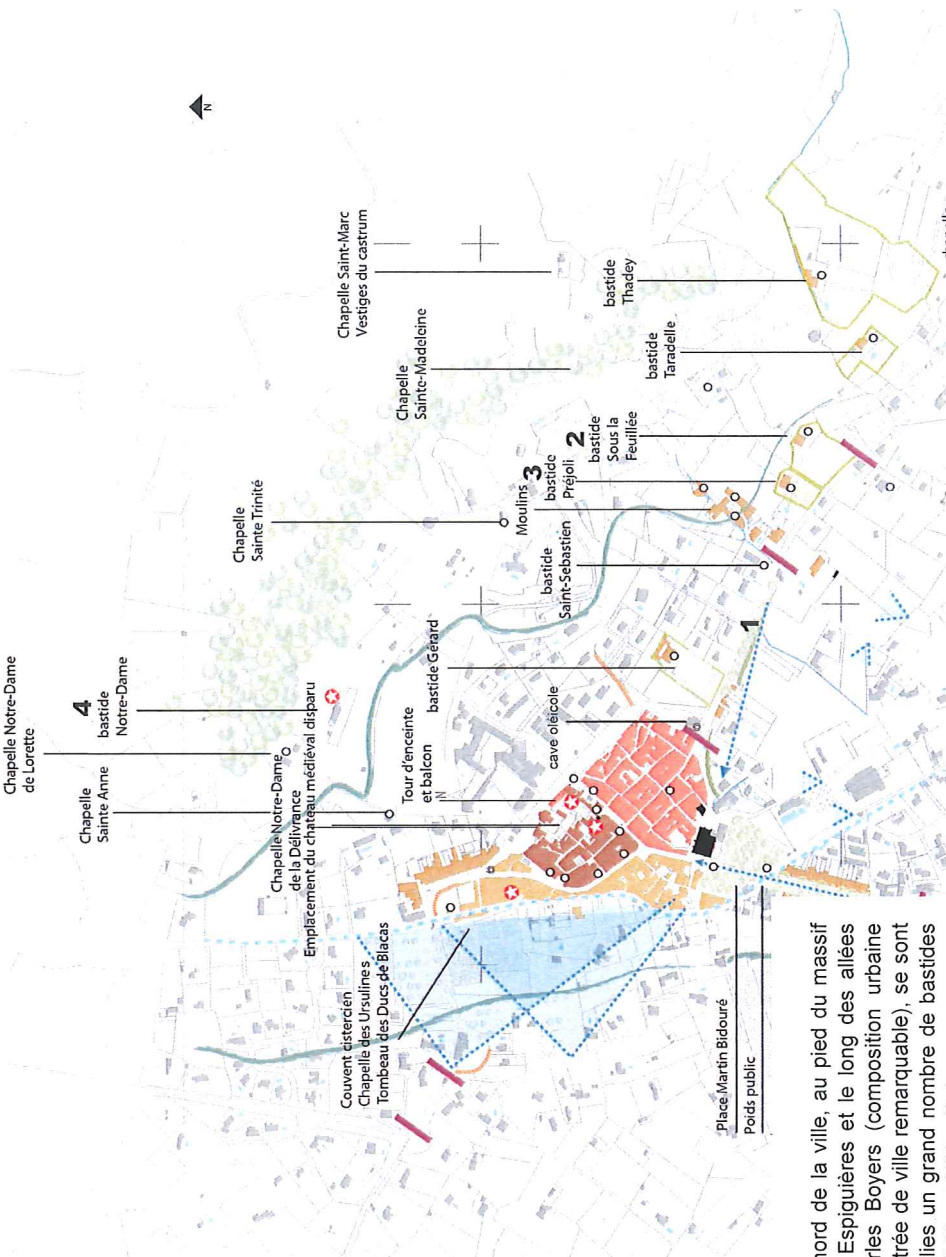 Chapelle Notre-Dame
de Lorette
4
bastide
Notre-Dame
Chapelle
Sainte Anne
Chapelle Notre-Dame
de la Délivrance
Emplacement du chateau médiéval disparu
Tour d'enceinte
et balcon
N
Couvent cistercien
Chapelle des Ursulines
Tombeau des Ducs de Blacas
Chapelle
Sainte Trinité
Chapelle
Sainte-Madeleine
Chapelle Saint-Marc
Vestiges du castrum
N
bastide Gérard
cave oléicole
bastide
Saint-Sebastien
Moulins
3
bastide
Préjoli
2
bastide
Sous la
Feuillée
bastide
Taradelle
bastide
Thadey
1
Place Martin Bidouré
Poids public
nord de la ville, au pied du massif
Espiguières et le long des allées
rles Boyers (composition urbaine
trée de ville remarquable), se sont
lies un grand nombre de bastides